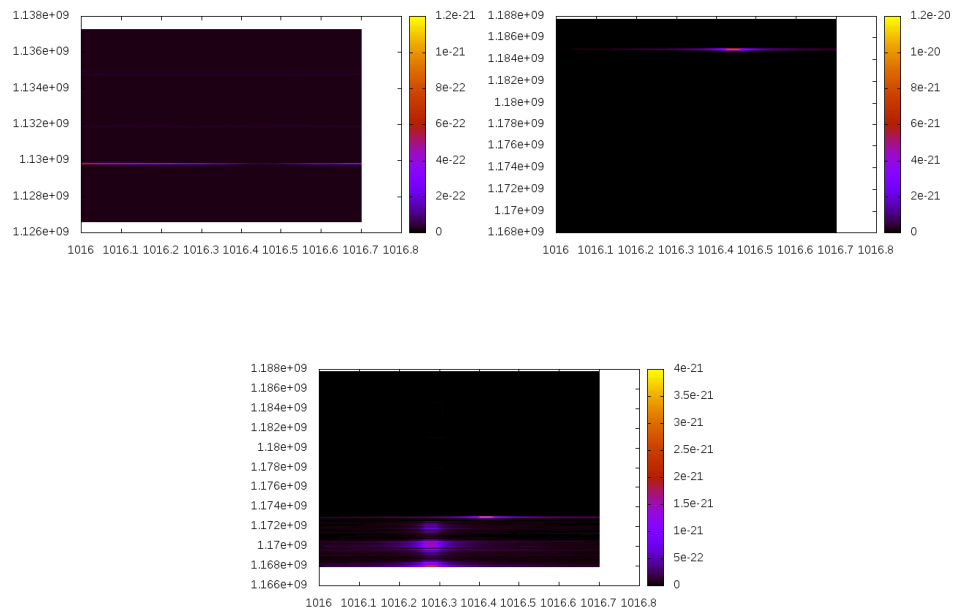 1.138e+09
1.136e+09
1.134e+09
1.132e+09
1.13e+09
1.128e+09
1.126e+09
1016 1016.1 1016.2 1016.3 1016.4 1016.5 1016.6 1016.7 1016.8
1.2e-21
1e-21
8e-22
6e-22
4e-22
2e-22
0
1.188e+09
1.186e+09
1.184e+09
1.182e+09
1.18e+09
1.178e+09
1.176e+09
1.174e+09
1.172e+09
1.17e+09
1.168e+09
1016 1016.1 1016.2 1016.3 1016.4 1016.5 1016.6 1016.7 1016.8
1.2e-20
1e-20
8e-21
6e-21
4e-21
2e-21
0
1.188e+09
1.186e+09
1.184e+09
1.182e+09
1.18e+09
1.178e+09
1.176e+09
1.174e+09
1.172e+09
1.17e+09
1.168e+09
1.166e+09
1016 1016.1 1016.2 1016.3 1016.4 1016.5 1016.6 1016.7 1016.8
4e-21
3.5e-21
3e-21
2.5e-21
2e-21
1.5e-21
1e-21
5e-22
0